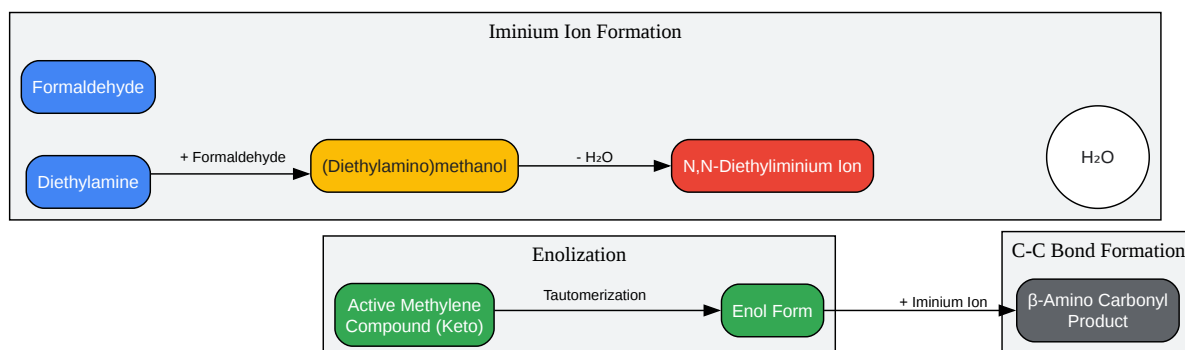 Iminium Ion Formation
Formaldehyde
Diethylamine
+ Formaldehyde
(Diethylamino)methanol
- H₂O
N,N-Diethyliminium Ion
H₂O
Enolization
Active Methylene
Compound (Keto)
Tautomerization
Enol Form
+ Iminium Ion
C-C Bond Formation
β-Amino Carbonyl
Product